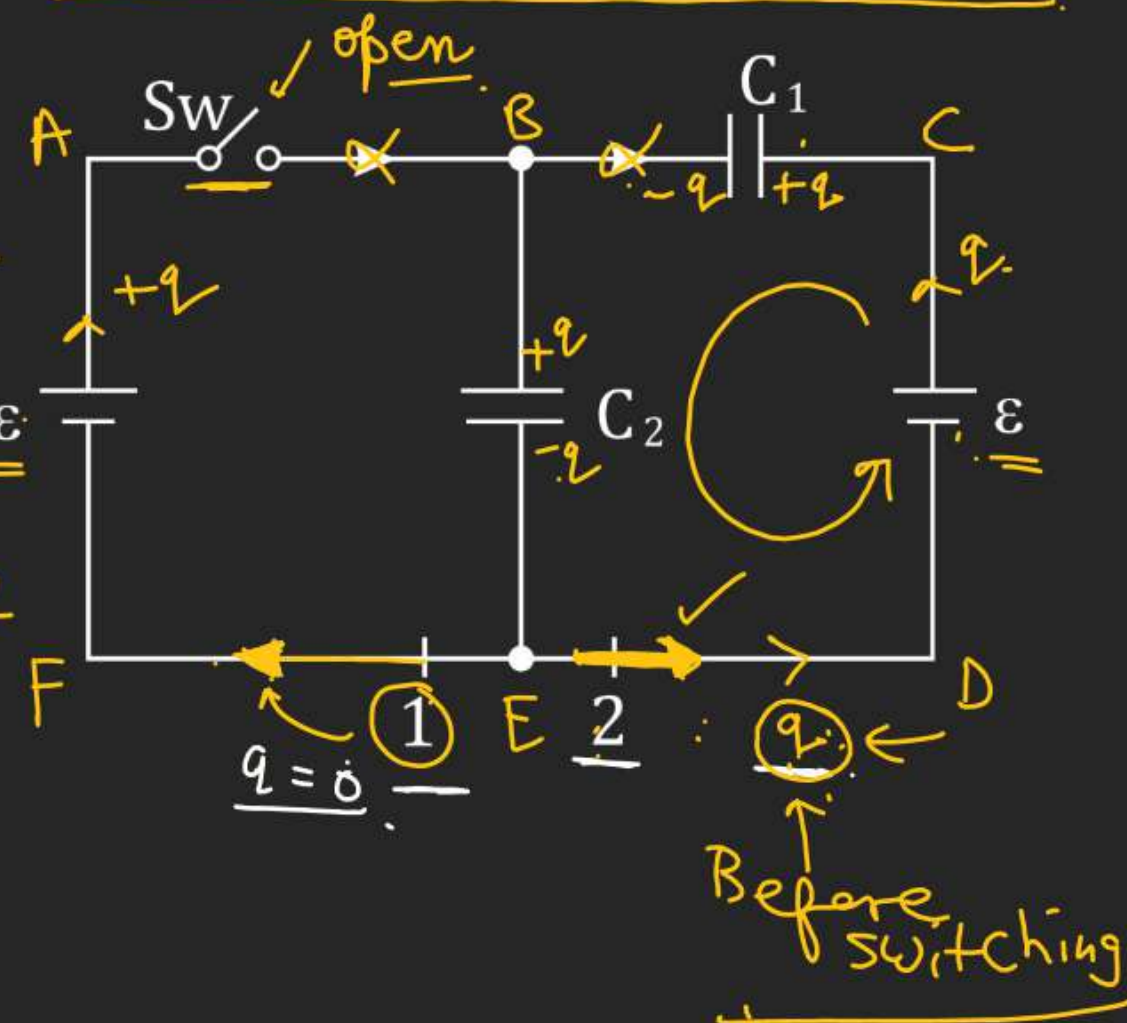 open.
Sw
A
B
C₁
C
-q
+q
+q
q.
+q
ε
C₂
ε
-q
F
1
E
2
q
D
q = 0
Before
switching